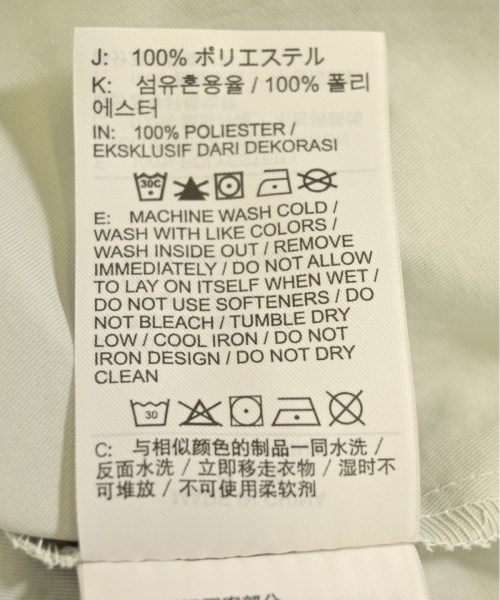 J: 100% ポリエステル
K: 섬유혼용율 / 100% 폴리
에스터
IN: 100% POLIESTER /
EKSKLUSIF DARI DEKORASI
30C
E: MACHINE WASH COLD /
WASH WITH LIKE COLORS /
WASH INSIDE OUT / REMOVE
IMMEDIATELY / DO NOT ALLOW
TO LAY ON ITSELF WHEN WET /
DO NOT USE SOFTENERS / DO
NOT BLEACH / TUMBLE DRY
LOW / COOL IRON / DO NOT
IRON DESIGN / DO NOT DRY
CLEAN
30
C: 与相似颜色的制品一同水洗 /
反面水洗 / 立即移走衣物 / 湿时不
可堆放 / 不可使用柔软剂